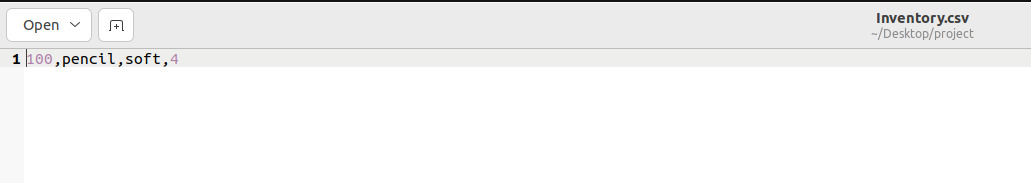 Open
Inventory.csv
~/Desktop/project
1 100,pencil,soft,4